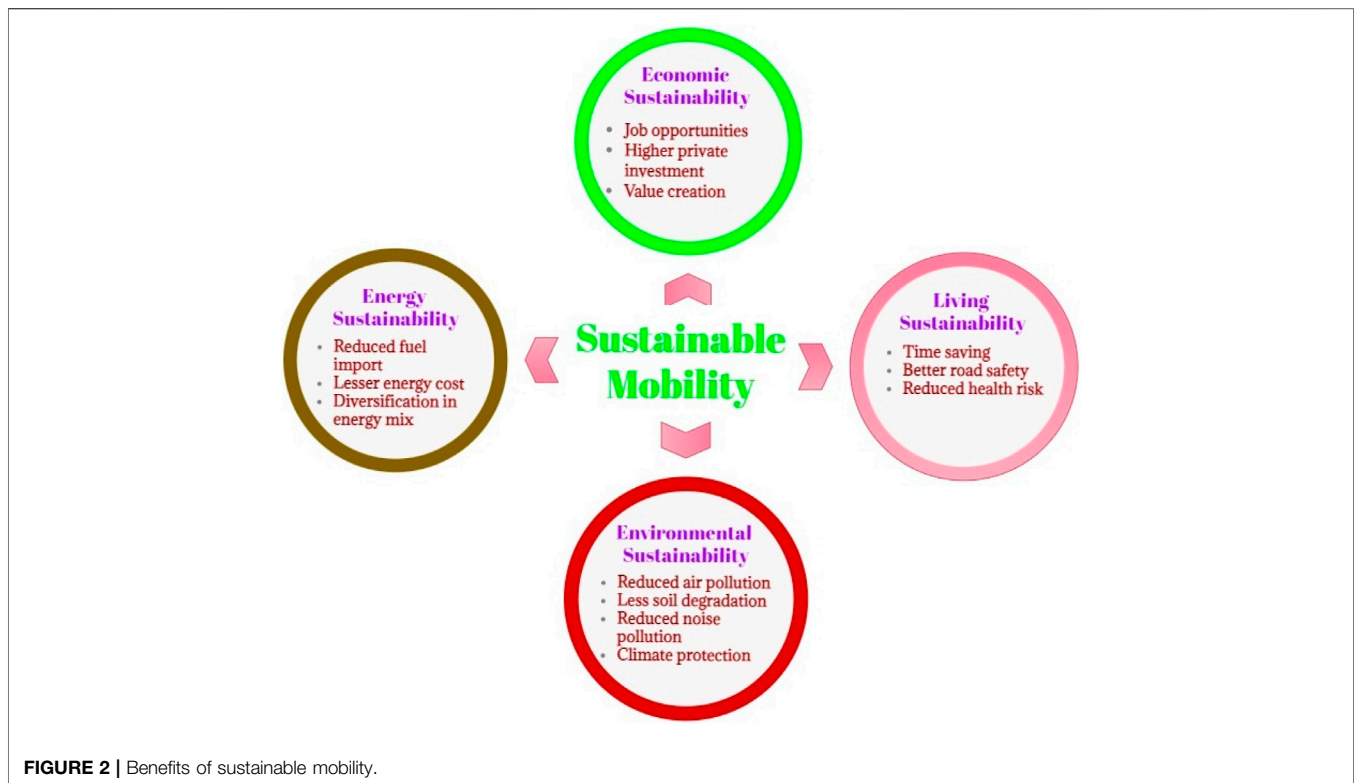 Economic
Sustainability
• Job opportunities
• Higher private
investment
• Value creation
Energy
Sustainability
• Reduced fuel
import
• Lesser energy cost
• Diversification in
energy mix
Sustainable
Mobility
Living
Sustainability
• Time saving
• Better road safety
• Reduced health risk
Environmental
Sustainability
• Reduced air pollution
• Less soil degradation
• Reduced noise
pollution
• Climate protection
FIGURE 2 | Benefits of sustainable mobility.